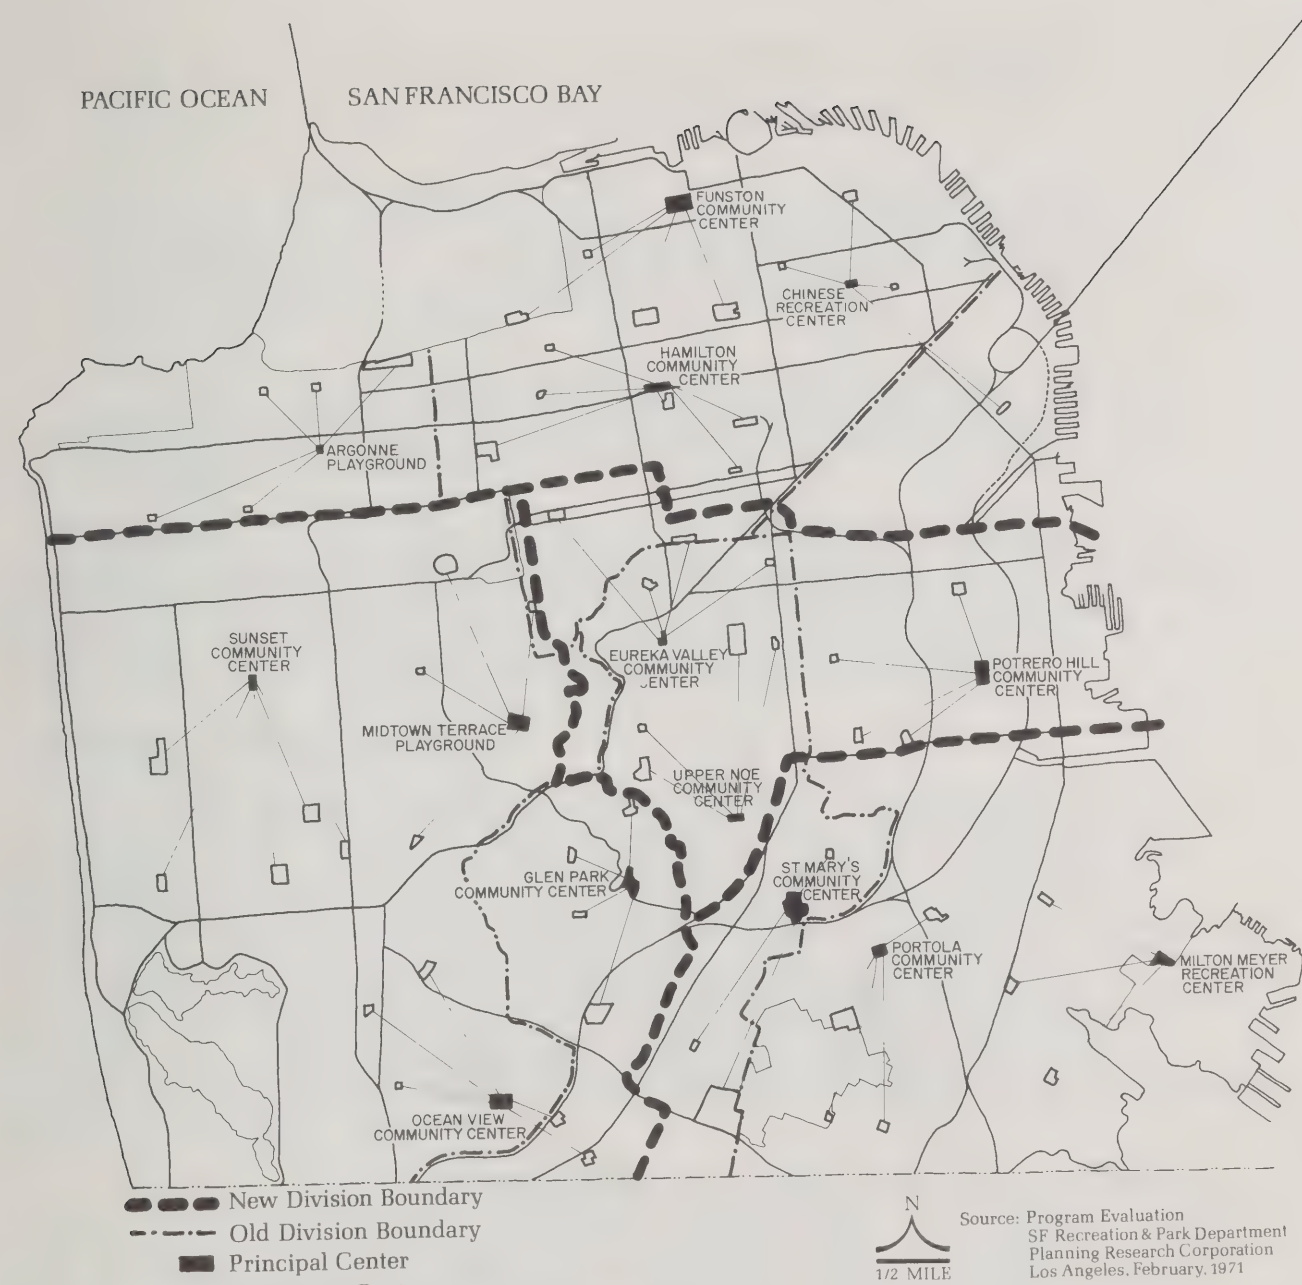 PACIFIC OCEAN
SAN FRANCISCO BAY
FUNSTON
COMMUNITY
CENTER
CHINESE
RECREATION
CENTER
HAMILTON
COMMUNITY
CENTER
ARGONNE
PLAYGROUND
SUNSET
COMMUNITY
CENTER
EUREKA VALLEY
COMMUNITY
CENTER
POTRERO HILL
COMMUNITY
CENTER
MIDTOWN TERRACE
PLAYGROUND
UPPER NOE
COMMUNITY
CENTER
GLEN PARK
COMMUNITY CENTER
ST MARY'S
COMMUNITY
CENTER
PORTOLA
COMMUNITY
CENTER
MILTON MEYER
RECREATION
CENTER
OCEAN VIEW
COMMUNITY CENTER
New Division Boundary
Old Division Boundary
Principal Center
N
1/2 MILE
Source: Program Evaluation
SF Recreation & Park Department
Planning Research Corporation
Los Angeles, February, 1971